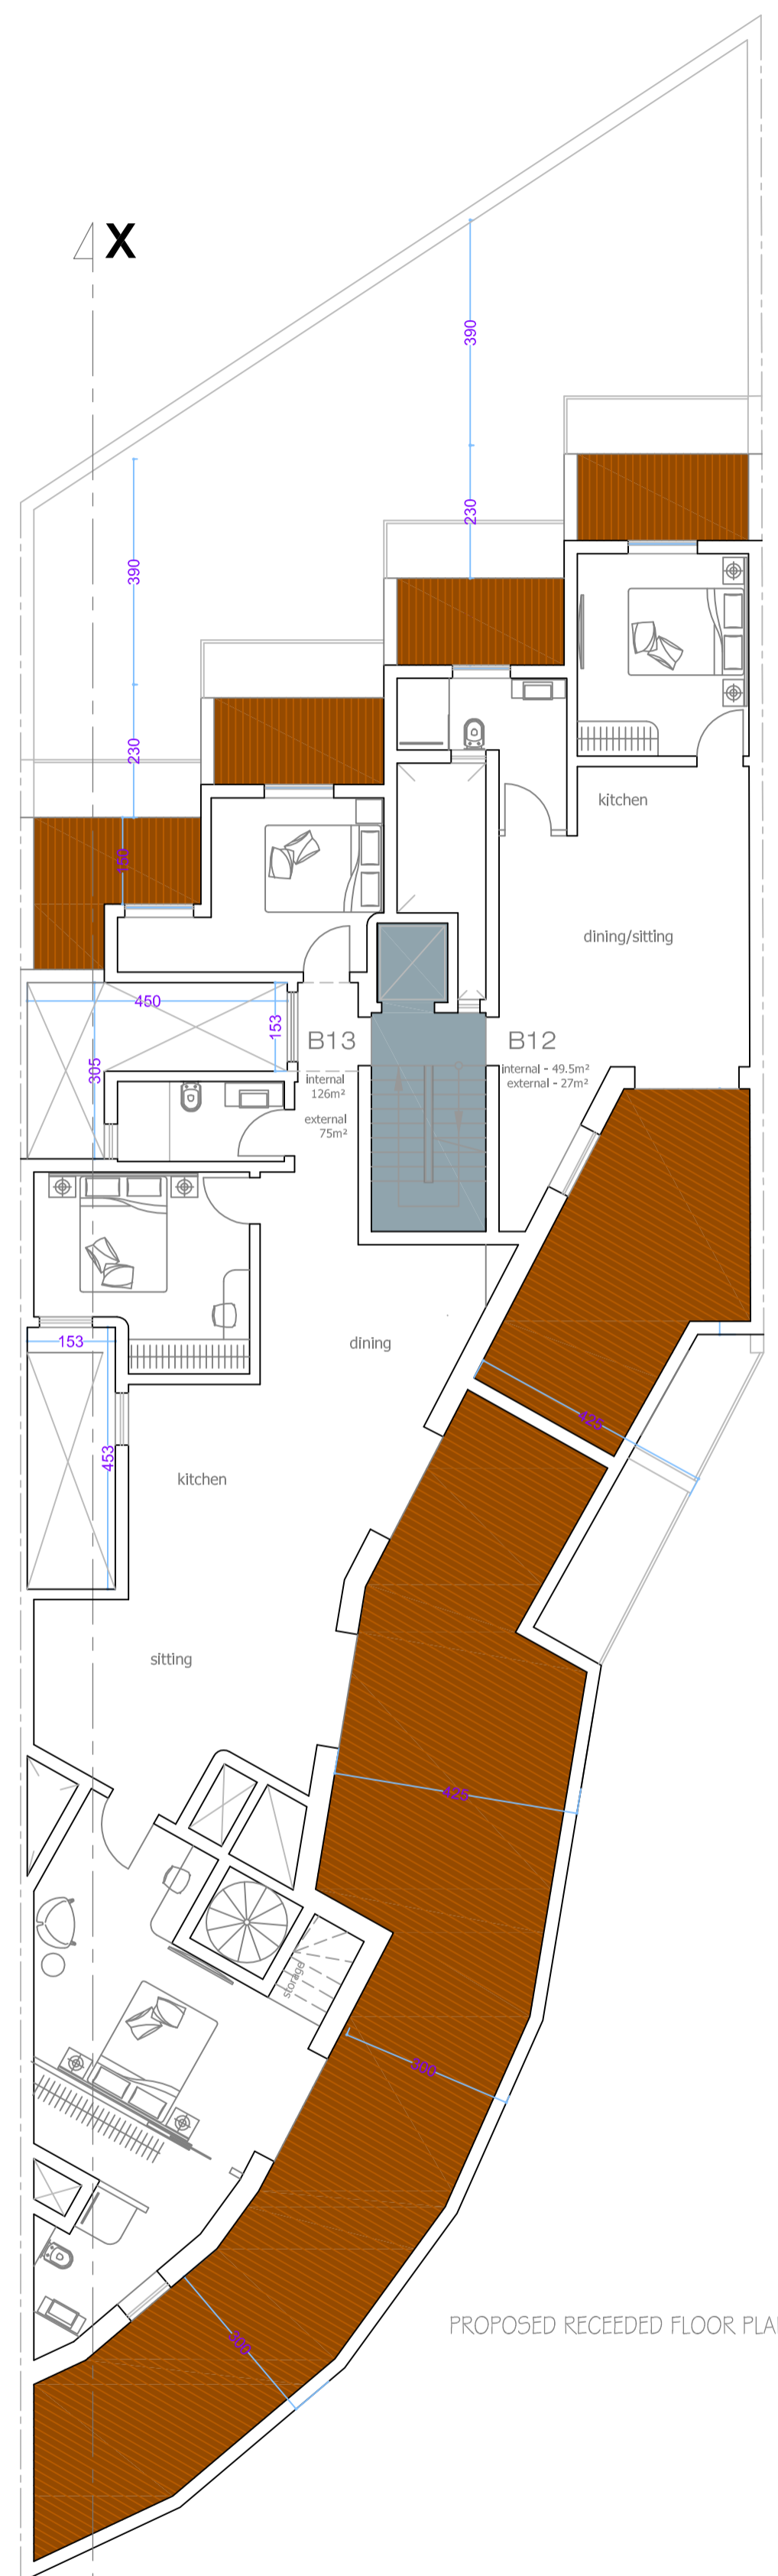 X
390
390
230
230
kitchen
150
dining/sitting
450
153
B13
B12
305
internal
126m²
internal - 49.5m²
external - 27m²
external
75m²
153
dining
425
453
kitchen
sitting
425
storage
300
PROPOSED RECEEDED FLOOR PLA
300